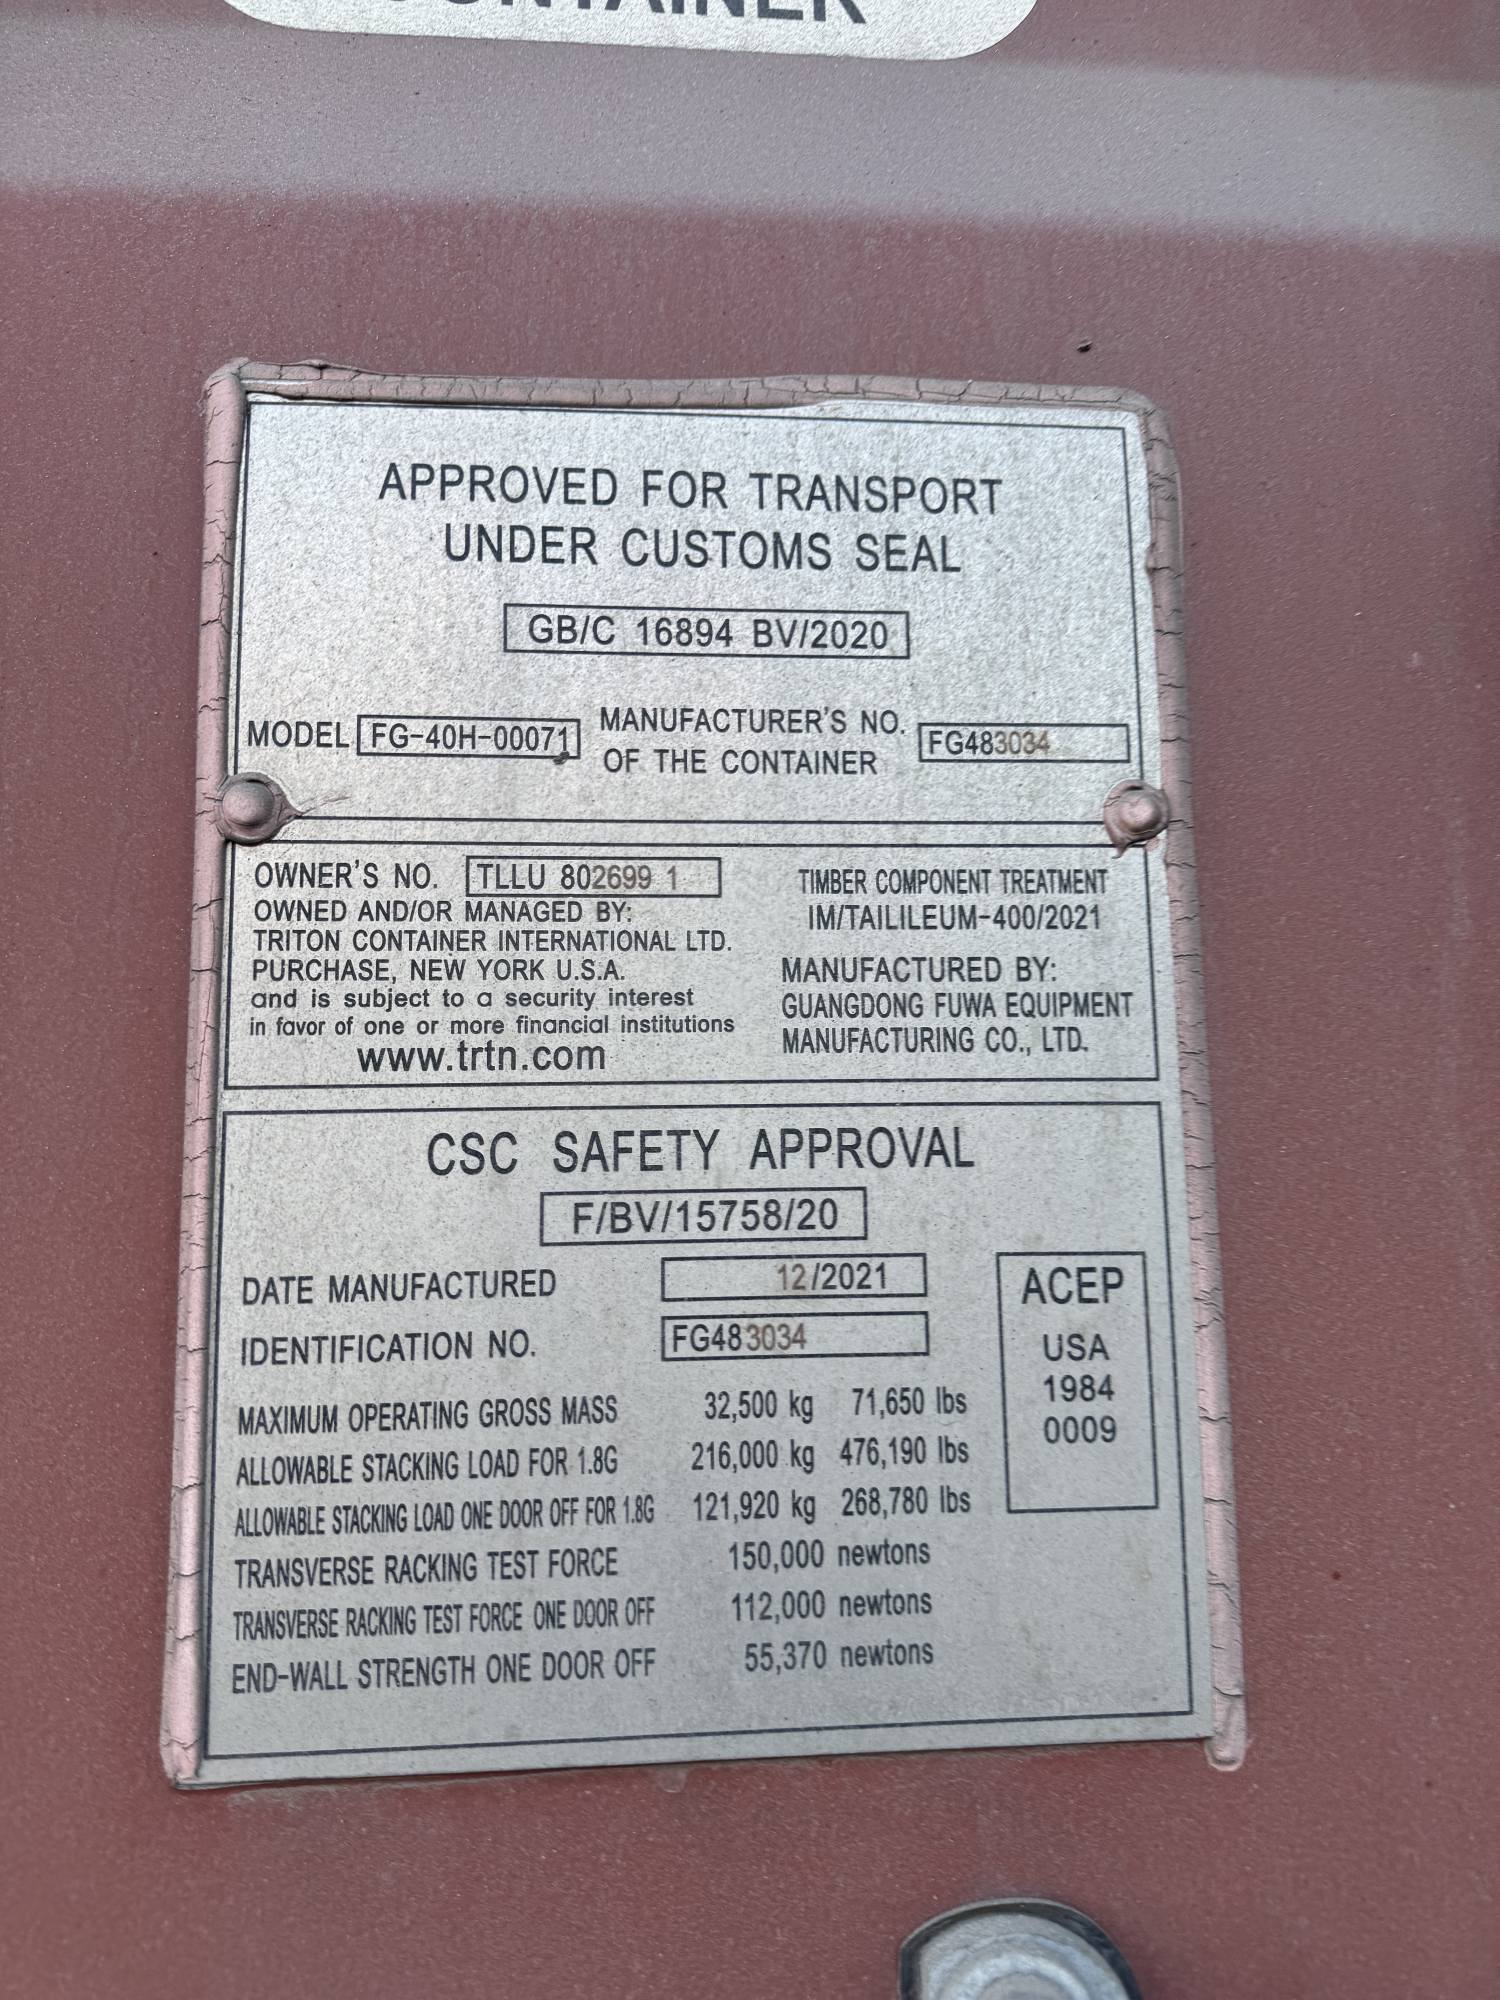 CONTAINER
APPROVED FOR TRANSPORT
UNDER CUSTOMS SEAL
GB/C 16894 BV/2020
MODEL FG-40H-00071 MANUFACTURER'S NO. OF THE CONTAINER FG483034
OWNER'S NO. TLLU 802699 1
OWNED AND/OR MANAGED BY:
TRITON CONTAINER INTERNATIONAL LTD.
PURCHASE, NEW YORK U.S.A.
and is subject to a security interest
in favor of one or more financial institutions
www.trtn.com
TIMBER COMPONENT TREATMENT
IM/TAILILEUM-400/2021
MANUFACTURED BY:
GUANGDONG FUWA EQUIPMENT
MANUFACTURING CO., LTD.
CSC SAFETY APPROVAL
F/BV/15758/20
DATE MANUFACTURED 12/2021
IDENTIFICATION NO. FG483034
MAXIMUM OPERATING GROSS MASS 32,500 kg 71,650 lbs
ALLOWABLE STACKING LOAD FOR 1.8G 216,000 kg 476,190 lbs
ALLOWABLE STACKING LOAD ONE DOOR OFF FOR 1.8G 121,920 kg 268,780 lbs
TRANSVERSE RACKING TEST FORCE 150,000 newtons
TRANSVERSE RACKING TEST FORCE ONE DOOR OFF 112,000 newtons
END-WALL STRENGTH ONE DOOR OFF 55,370 newtons
ACEP
USA
1984
0009